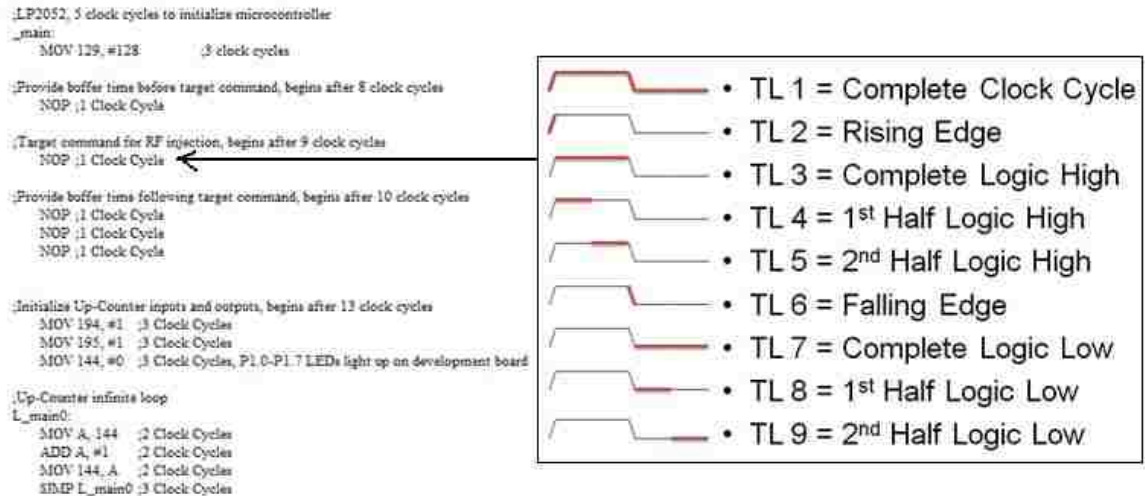 ;LP2052, 5 clock cycles to initialize microcontroller
_main:
MOV 129, #128 ;3 clock cycles
;Provide buffer time before target command, begins after 8 clock cycles
NOP ;1 Clock Cycle
;Target command for RF injection, begins after 9 clock cycles
NOP ;1 Clock Cycle
;Provide buffer time following target command, begins after 10 clock cycles
NOP ;1 Clock Cycle
NOP ;1 Clock Cycle
NOP ;1 Clock Cycle
;Initialize Up-Counter inputs and outputs, begins after 13 clock cycles
MOV 194, #1 ;3 Clock Cycles
MOV 195, #1 ;3 Clock Cycles
MOV 144, #0 ;3 Clock Cycles, P1.0-P1.7 LEDs light up on development board
;Up-Counter infinite loop
L_main0:
MOV A, 144 ;2 Clock Cycles
ADD A, #1 ;2 Clock Cycles
MOV 144, A ;2 Clock Cycles
SJMP L_main0 ;3 Clock Cycles
• TL 1 = Complete Clock Cycle
• TL 2 = Rising Edge
• TL 3 = Complete Logic High
• TL 4 = 1st Half Logic High
• TL 5 = 2nd Half Logic High
• TL 6 = Falling Edge
• TL 7 = Complete Logic Low
• TL 8 = 1st Half Logic Low
• TL 9 = 2nd Half Logic Low